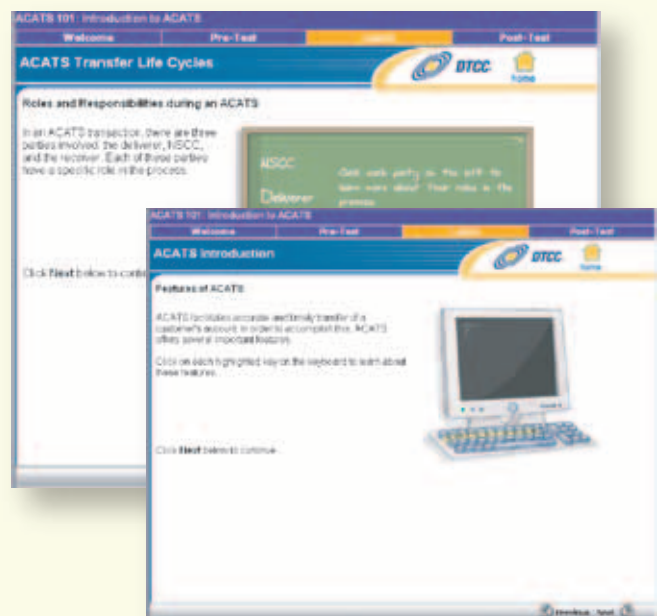 ACATS 101: Introduction to ACATS
Welcome Pre-Test Post-Test
ACATS Transfer Life Cycles DTCC home
Roles and Responsibilities during an ACATS
In an ACATS transaction, there are three
parties involved, the deliverer, NSCC,
and the receiver. Each of these parties
have a specific role in the process.
NSCC
Deliverer
Click each party on the left to
learn more about their roles in the
process
Click Next below to conti
ACATS 101: Introduction to ACATS
Welcome Pre-Test Post-Test
ACATS Introduction DTCC home
Features of ACATS
ACATS facilitates accurate and timely transfer of a
customer's account. In order to accomplish this, ACATS
offers several important features.
Click on each highlighted key on the keyboard to learn about
these features.
Click Next below to continue
Previous Next